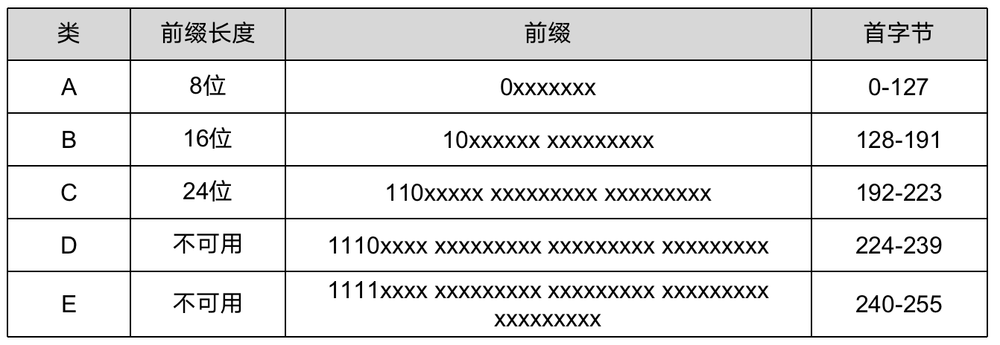 类 前缀长度 前缀 首字节
A 8位 0xxxxxxx 0-127
B 16位 10xxxxxx xxxxxxxxx 128-191
C 24位 110xxxxx xxxxxxxxx xxxxxxxxx 192-223
D 不可用 1110xxxx xxxxxxxxx xxxxxxxxx xxxxxxxxx 224-239
E 不可用 1111xxxx xxxxxxxxx xxxxxxxxx xxxxxxxxx
xxxxxxxxx 240-255